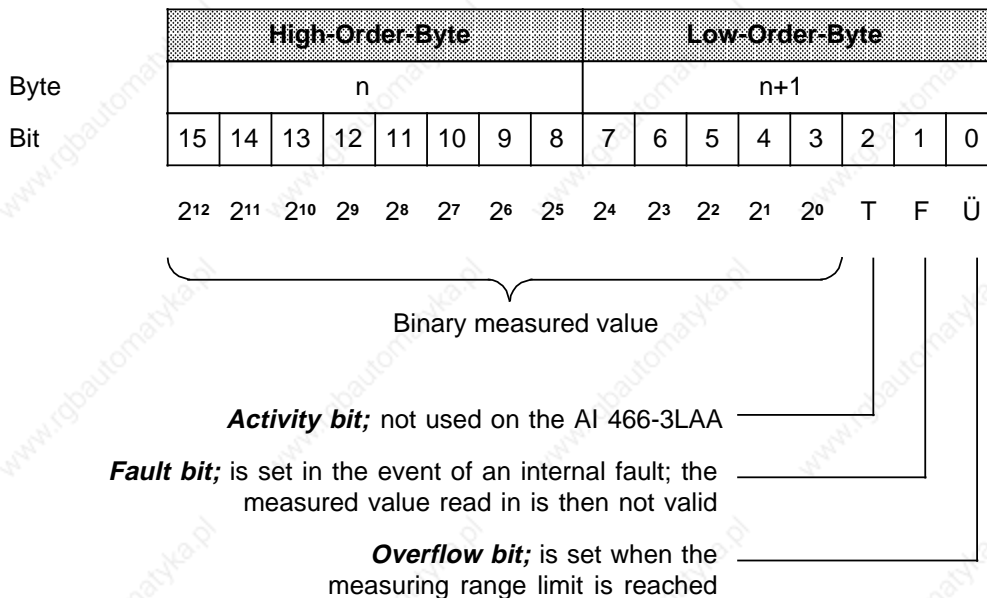 High-Order-Byte Low-Order-Byte
Byte n n+1
Bit 15 14 13 12 11 10 9 8 7 6 5 4 3 2 1 0
2¹² 2¹¹ 2¹⁰ 2⁹ 2⁸ 2⁷ 2⁶ 2⁵ 2⁴ 2³ 2² 2¹ 2⁰ T F Ü
Binary measured value
Activity bit; not used on the AI 466-3LAA
Fault bit; is set in the event of an internal fault; the
measured value read in is then not valid
Overflow bit; is set when the
measuring range limit is reached
www.rgbautomatyka.pl